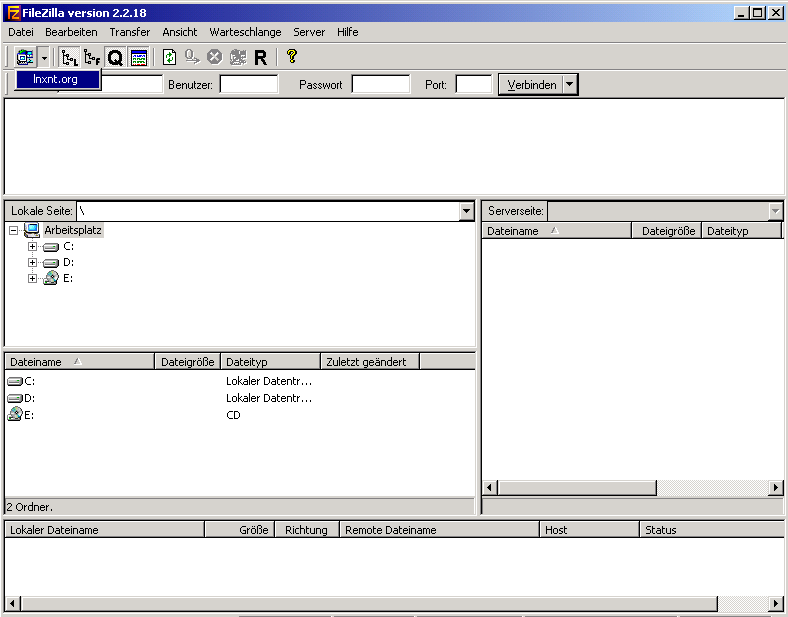 FileZilla version 2.2.18
Datei Bearbeiten Transfer Ansicht Warteschlange Server Hilfe
lnxnt.org
Benutzer: Passwort Port: Verbinden
Lokale Seite: \
Serverseite:
Arbeitsplatz
C:
D:
E:
Dateiname Dateigröße Dateityp
Dateiname Dateigröße Dateityp Zuletzt geändert
C: Lokaler Datentr...
D: Lokaler Datentr...
E: CD
2 Ordner.
Lokaler Dateiname Größe Richtung Remote Dateiname Host Status